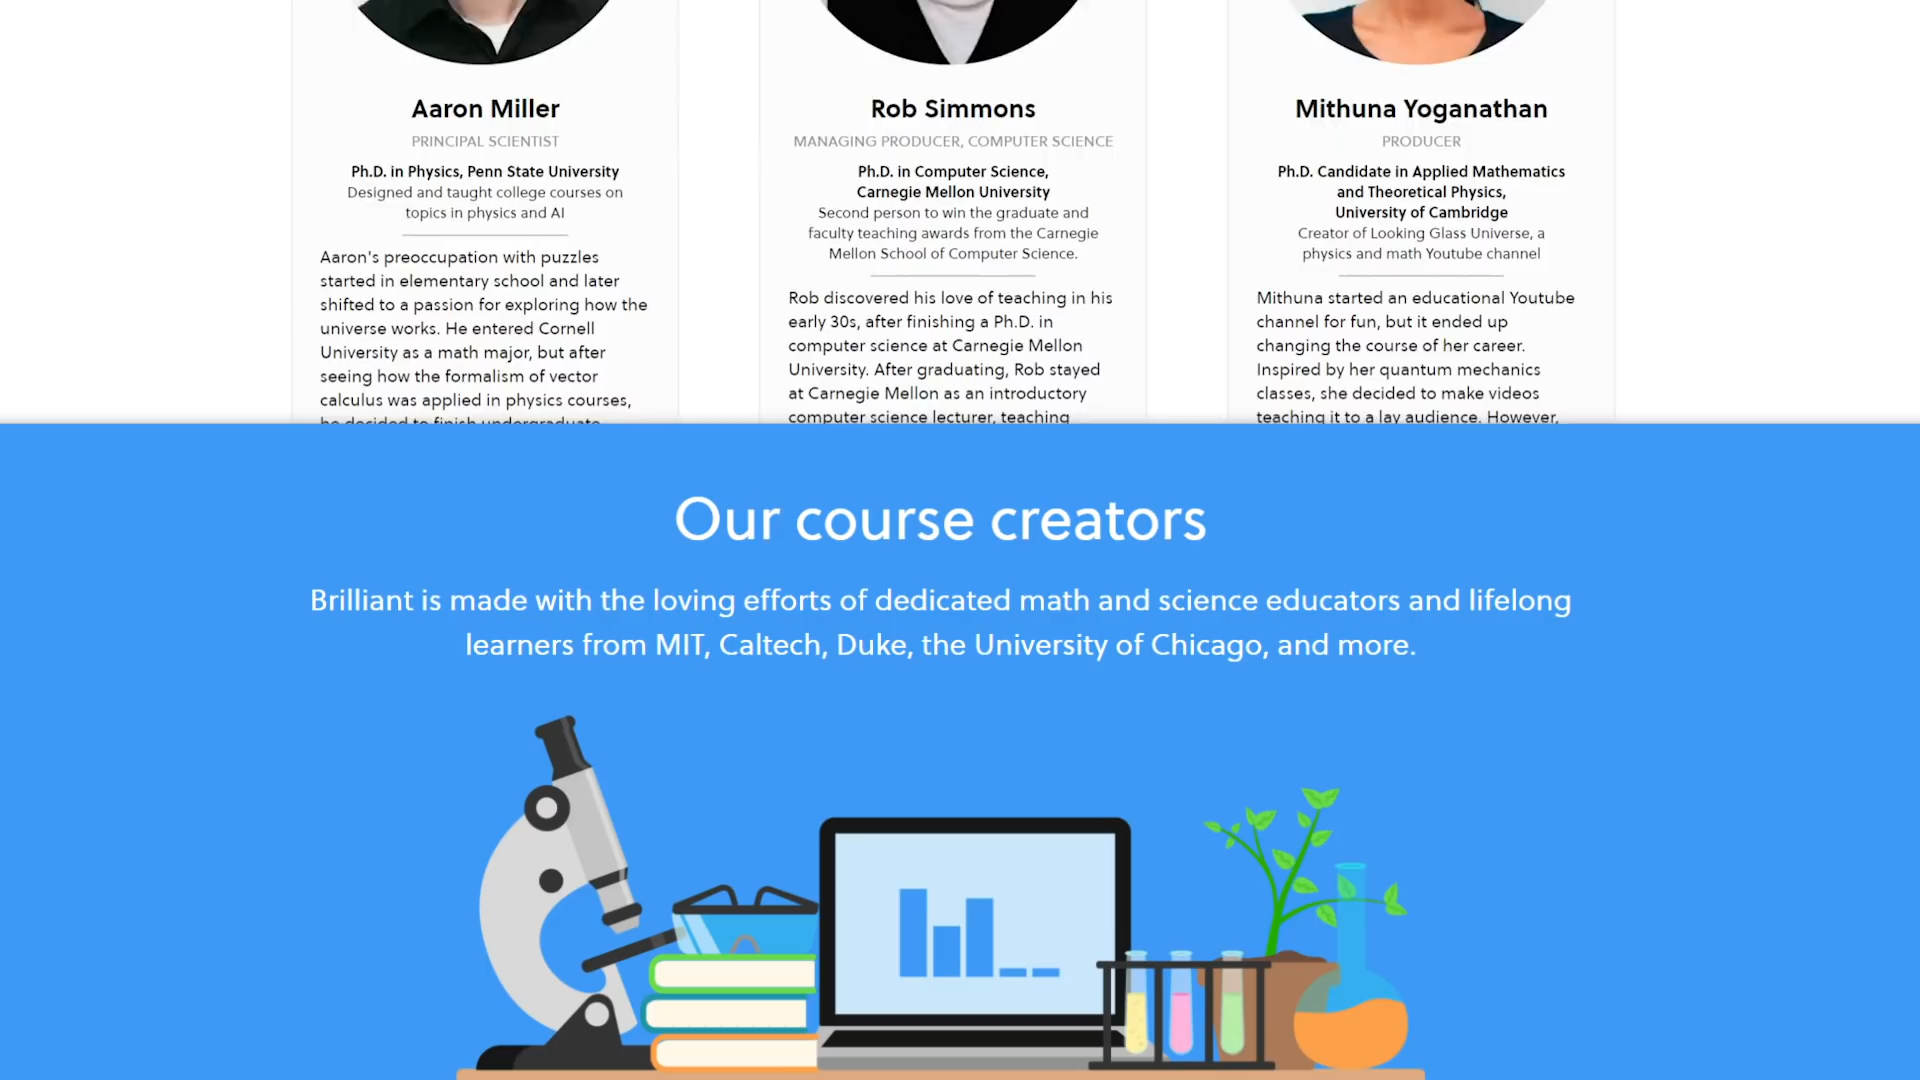 Aaron Miller
PRINCIPAL SCIENTIST
Ph.D. in Physics, Penn State University
Designed and taught college courses on
topics in physics and AI
Aaron's preoccupation with puzzles
started in elementary school and later
shifted to a passion for exploring how the
universe works. He entered Cornell
University as a math major, but after
seeing how the formalism of vector
calculus was applied in physics courses,
he decided to finish undergraduate
Rob Simmons
MANAGING PRODUCER, COMPUTER SCIENCE
Ph.D. in Computer Science,
Carnegie Mellon University
Second person to win the graduate and
faculty teaching awards from the Carnegie
Mellon School of Computer Science.
Rob discovered his love of teaching in his
early 30s, after finishing a Ph.D. in
computer science at Carnegie Mellon
University. After graduating, Rob stayed
at Carnegie Mellon as an introductory
computer science lecturer, teaching
Mithuna Yoganathan
PRODUCER
Ph.D. Candidate in Applied Mathematics
and Theoretical Physics,
University of Cambridge
Creator of Looking Glass Universe, a
physics and math Youtube channel
Mithuna started an educational Youtube
channel for fun, but it ended up
changing the course of her career.
Inspired by her quantum mechanics
classes, she decided to make videos
teaching it to a lay audience. However,
Our course creators
Brilliant is made with the loving efforts of dedicated math and science educators and lifelong
learners from MIT, Caltech, Duke, the University of Chicago, and more.